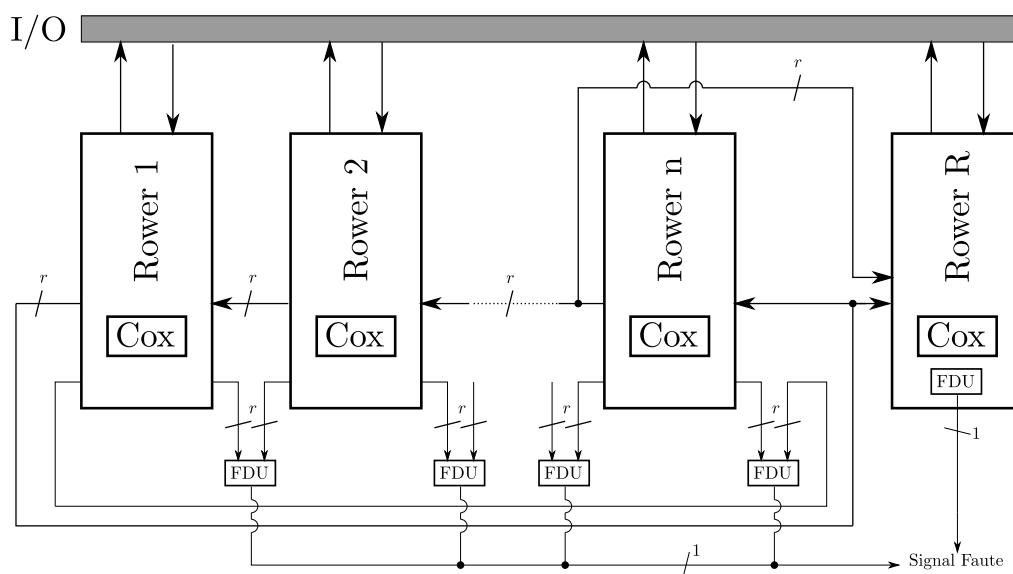 I/O
r
Rower 1
Rower 2
Rower n
Rower R
r
r
r
Cox
Cox
Cox
Cox
FDU
r
r
r
r
1
FDU
FDU
FDU
FDU
1
Signal Faute